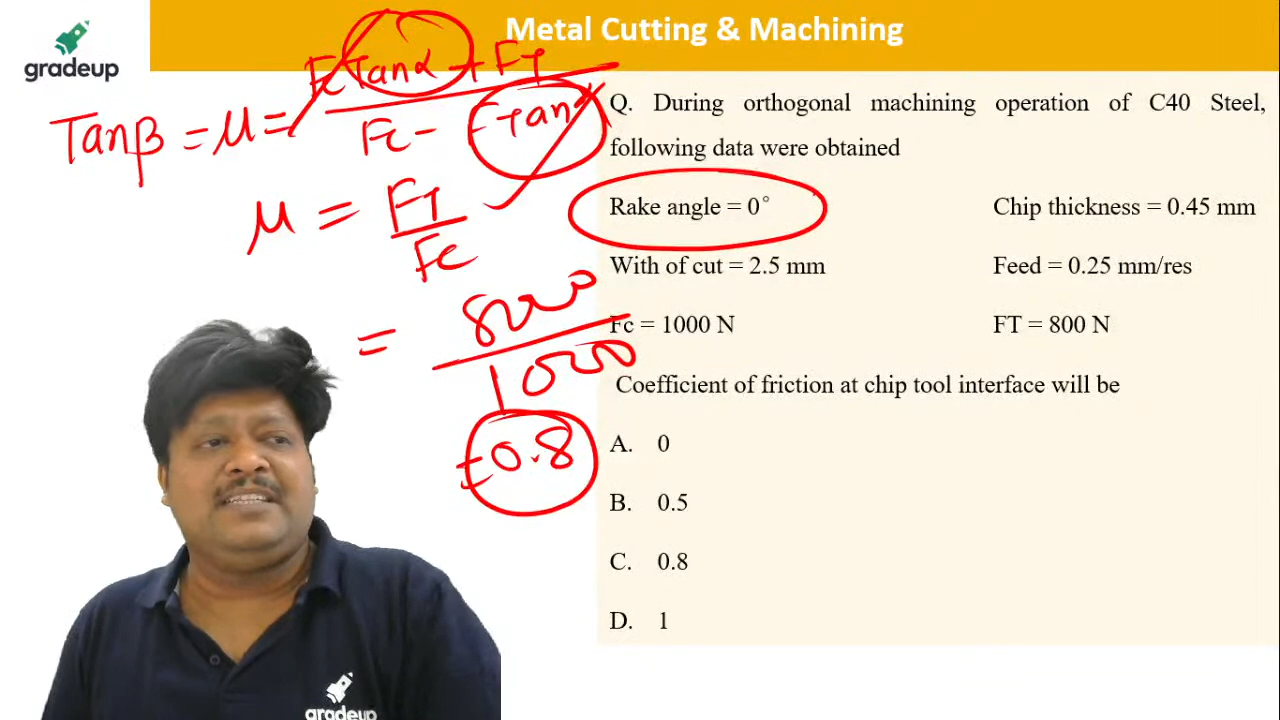 Metal Cutting & Machining
gradeup
Fc Tanα + FT
Tanβ = μ =
Fc - FTtanα
μ = FT
Fc
= 800
1000
= 0.8
Q. During orthogonal machining operation of C40 Steel,
following data were obtained
Rake angle = 0° Chip thickness = 0.45 mm
With of cut = 2.5 mm Feed = 0.25 mm/res
Fc = 1000 N FT = 800 N
Coefficient of friction at chip tool interface will be
A. 0
B. 0.5
C. 0.8
D. 1
gradeup